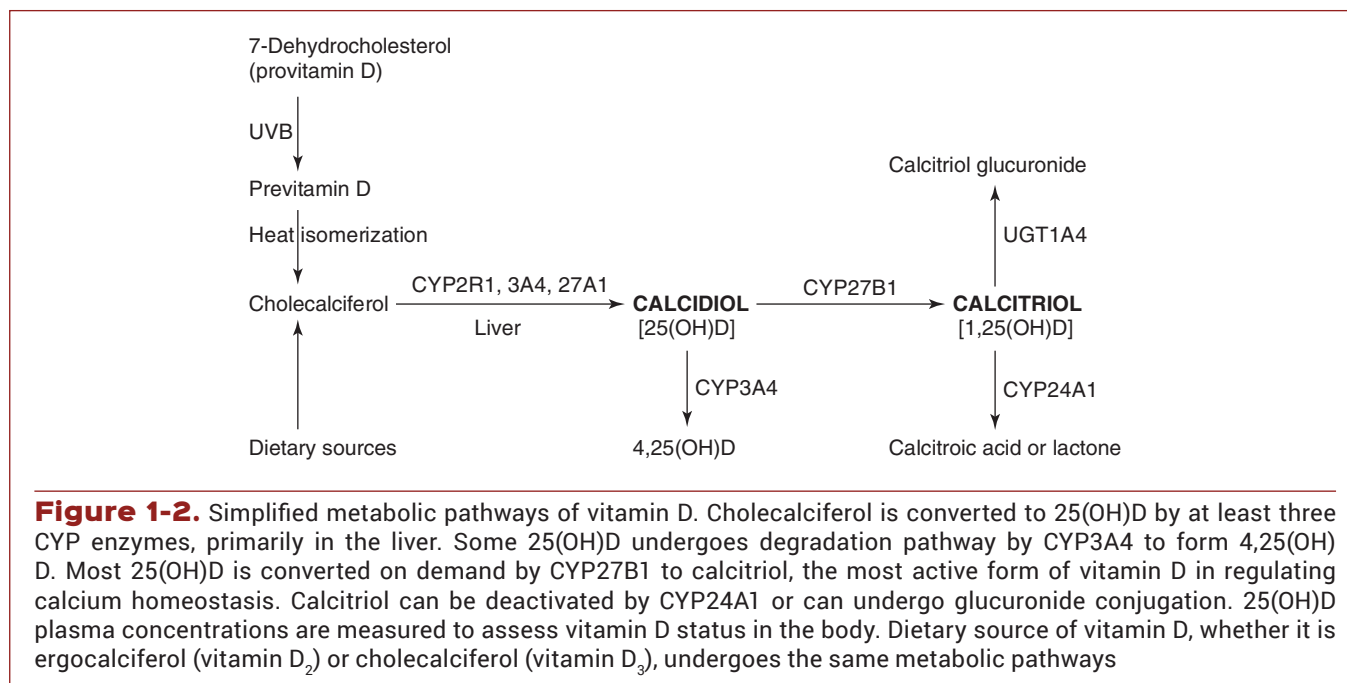 7-Dehydrocholesterol
(provitamin D)
UVB
Previtamin D
Heat isomerization
Cholecalciferol
CYP2R1, 3A4, 27A1
Liver
CALCIDIOL
[25(OH)D]
CYP27B1
CALCITRIOL
[1,25(OH)D]
Calcitriol glucuronide
UGT1A4
CYP3A4
CYP24A1
Dietary sources
4,25(OH)D
Calcitroic acid or lactone
Figure 1-2. Simplified metabolic pathways of vitamin D. Cholecalciferol is converted to 25(OH)D by at least three
CYP enzymes, primarily in the liver. Some 25(OH)D undergoes degradation pathway by CYP3A4 to form 4,25(OH)
D. Most 25(OH)D is converted on demand by CYP27B1 to calcitriol, the most active form of vitamin D in regulating
calcium homeostasis. Calcitriol can be deactivated by CYP24A1 or can undergo glucuronide conjugation. 25(OH)D
plasma concentrations are measured to assess vitamin D status in the body. Dietary source of vitamin D, whether it is
ergocalciferol (vitamin D₂) or cholecalciferol (vitamin D₃), undergoes the same metabolic pathways